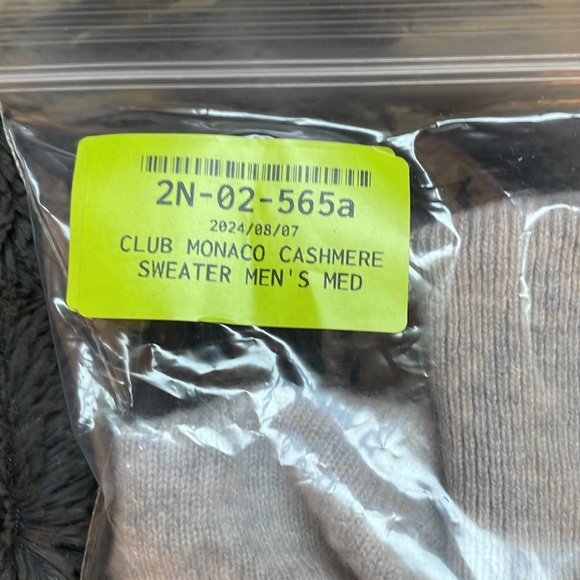 2N-02-565a
2024/08/07
CLUB MONACO CASHMERE
SWEATER MEN'S MED